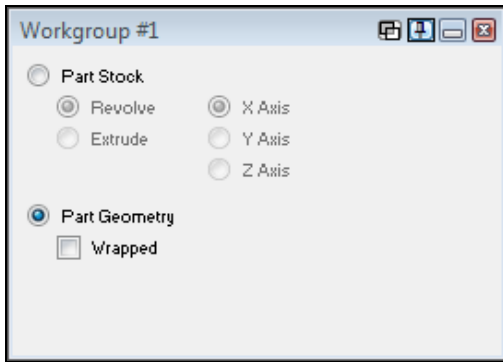 Workgroup #1
Part Stock
Revolve X Axis
Extrude Y Axis
Z Axis
Part Geometry
Wrapped